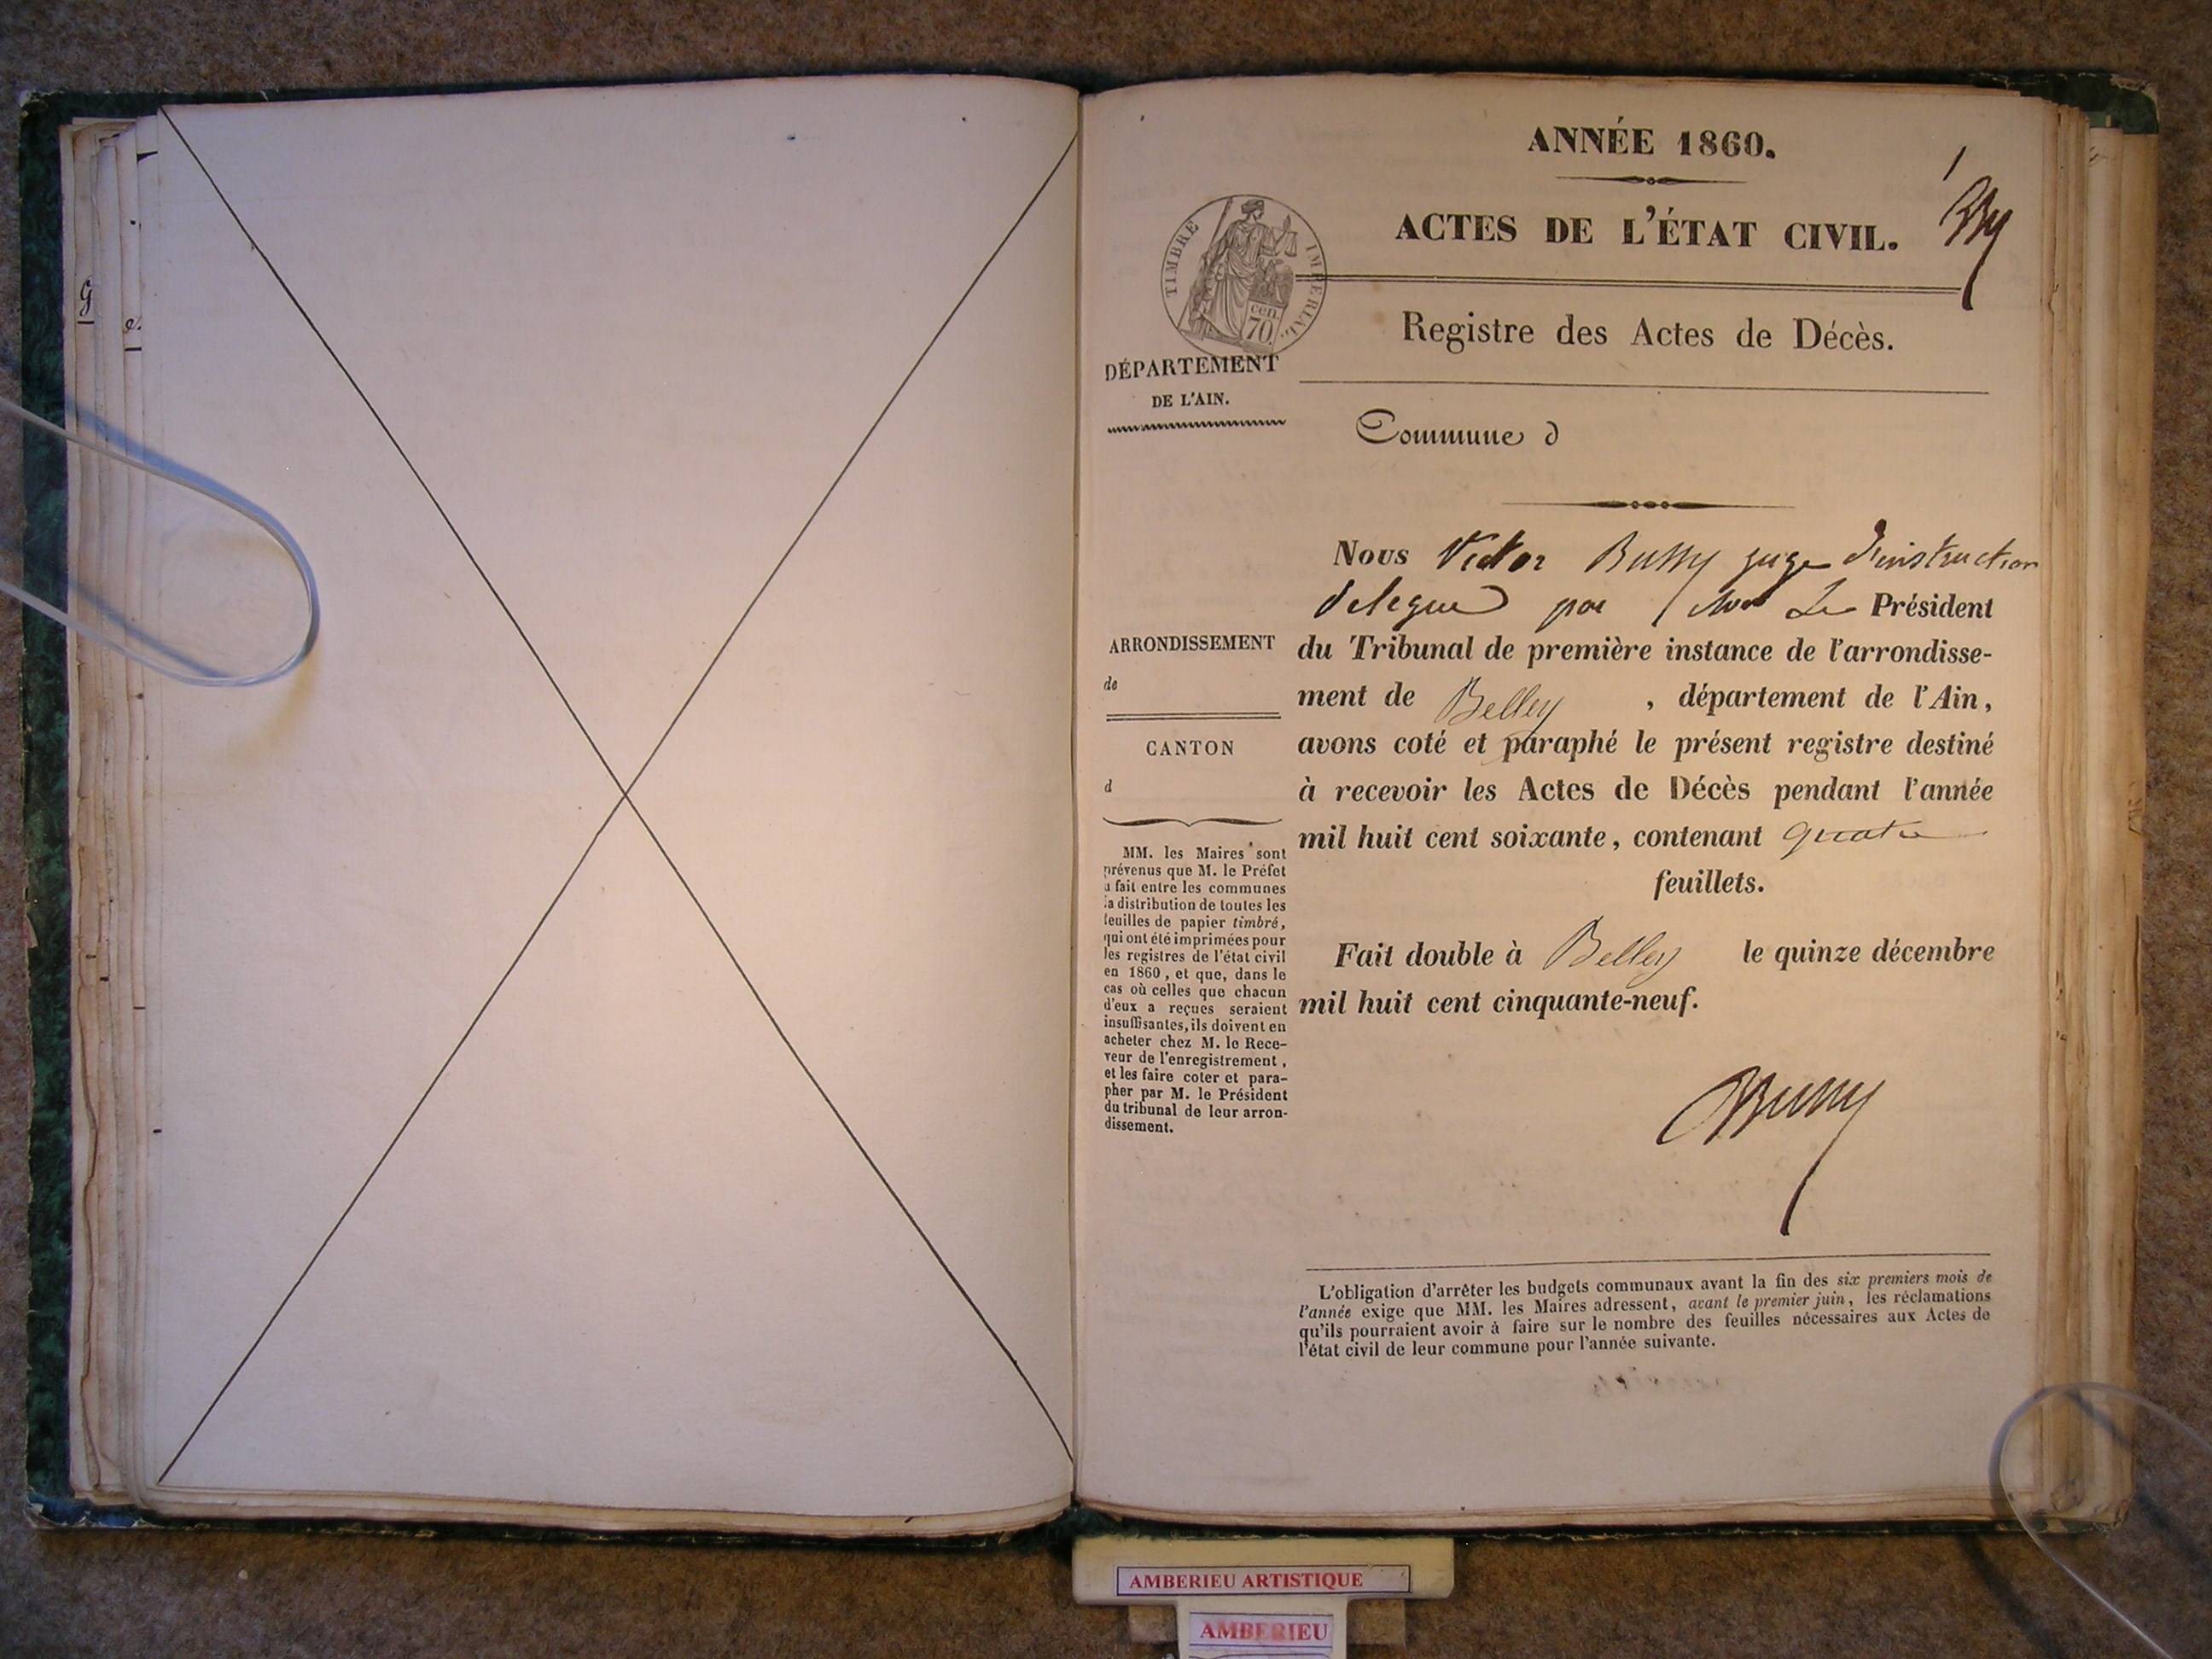 ANNÉE 1860.
1
ACTES DE L'ÉTAT CIVIL.
TIMBRE IMPERIAL.
cen.
70.
Registre des Actes de Décès.
DÉPARTEMENT
DE L'AIN.
Commune d
Nous Victor Bussy juge d'instruction
delegué par Le Président
du Tribunal de première instance de l'arrondisse-
ment de Belley , département de l'Ain,
avons coté et paraphé le présent registre destiné
à recevoir les Actes de Décès pendant l'année
mil huit cent soixante, contenant quatre
feuillets.
Fait double à Belley le quinze décembre
mil huit cent cinquante-neuf.
Bussy
ARRONDISSEMENT
de
CANTON
d
MM. les Maires sont
prévenus que M. le Préfet
a fait entre les communes
la distribution de toutes les
feuilles de papier timbré,
qui ont été imprimées pour
les registres de l'état civil
en 1860, et que, dans le
cas où celles que chacun
d'eux a reçues seraient
insuffisantes, ils doivent en
acheter chez M. le Rece-
veur de l'enregistrement,
et les faire coter et para-
pher par M. le Président
du tribunal de leur arron-
dissement.
L'obligation d'arrêter les budgets communaux avant la fin des six premiers mois de
l'année exige que MM. les Maires adressent, avant le premier juin, les réclamations
qu'ils pourraient avoir à faire sur le nombre des feuilles nécessaires aux Actes de
l'état civil de leur commune pour l'année suivante.
AMBERIEU ARTISTIQUE
AMBERIEU